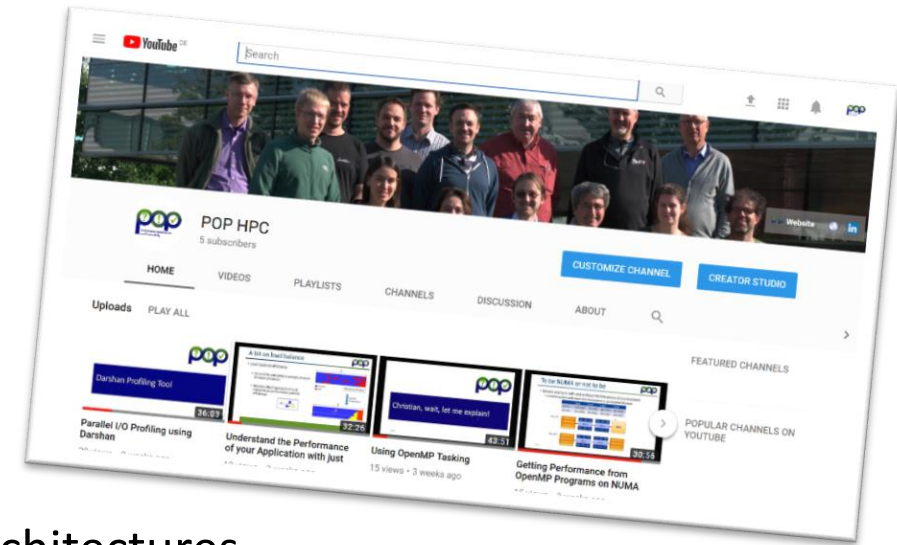 YouTube DE
Search
Website in
pop
POP HPC
5 subscribers
CUSTOMIZE CHANNEL
CREATOR STUDIO
HOME VIDEOS PLAYLISTS CHANNELS DISCUSSION ABOUT
Uploads PLAY ALL
FEATURED CHANNELS
POPULAR CHANNELS ON
YOUTUBE
pop
Darshan Profiling Tool
36:03
Parallel I/O Profiling using
Darshan
A bit on load balance
32:26
Understand the Performance
of your Application with just
pop
Christian, wait, let me explain!
43:51
Using OpenMP Tasking
15 views • 3 weeks ago
To be NUMA or not to be
pop
30:56
Getting Performance from
OpenMP Programs on NUMA
chitectures